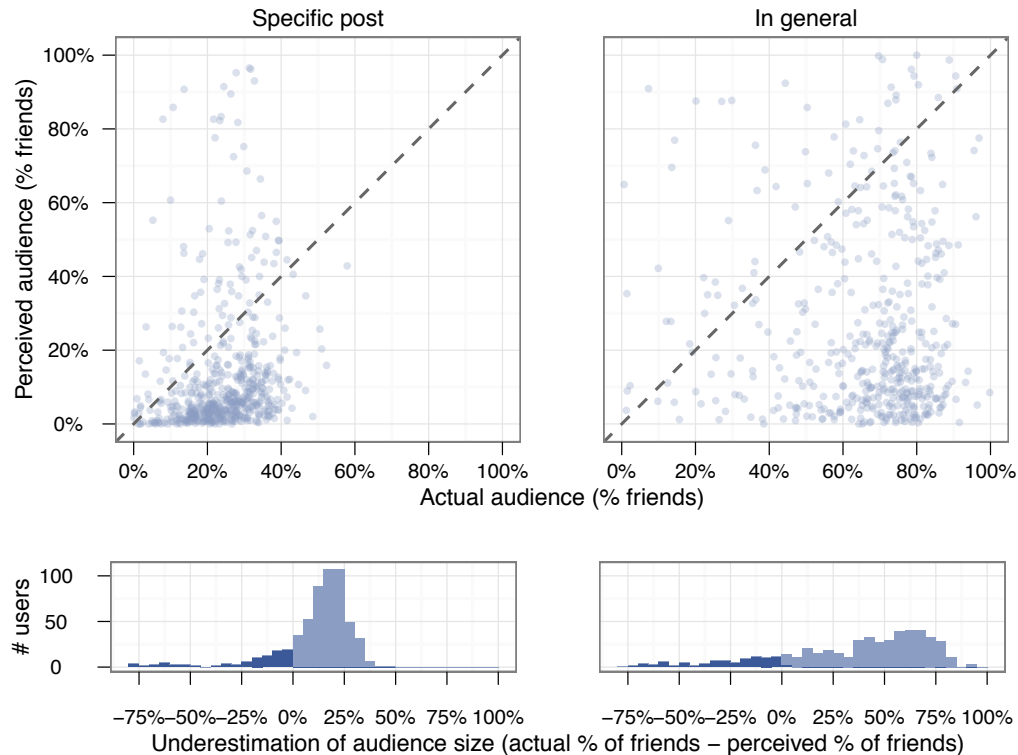 Specific post
In general
Perceived audience (% friends)
100%
80%
60%
40%
20%
0%
0% 20% 40% 60% 80% 100%
0% 20% 40% 60% 80% 100%
Actual audience (% friends)
# users
100
50
0
−75% −50% −25% 0% 25% 50% 75% 100%
−75% −50% −25% 0% 25% 50% 75% 100%
Underestimation of audience size (actual % of friends − perceived % of friends)